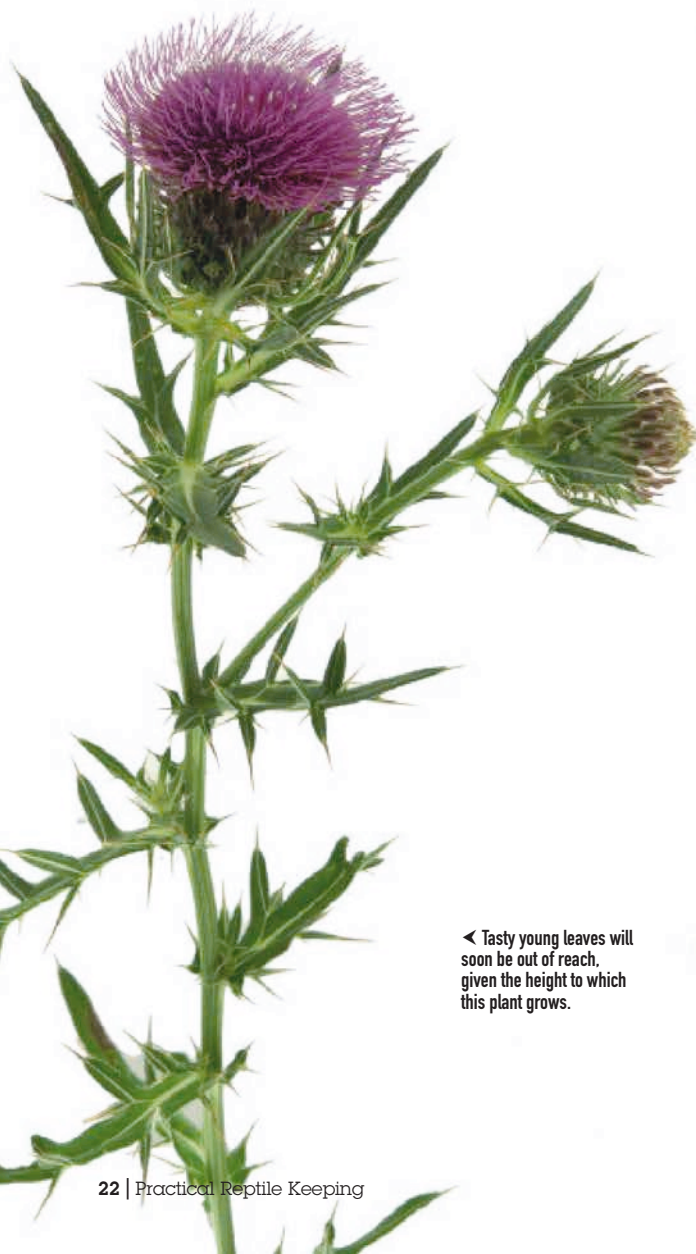 ◄ Tasty young leaves will
soon be out of reach,
given the height to which
this plant grows.
22 | Practical Reptile Keeping